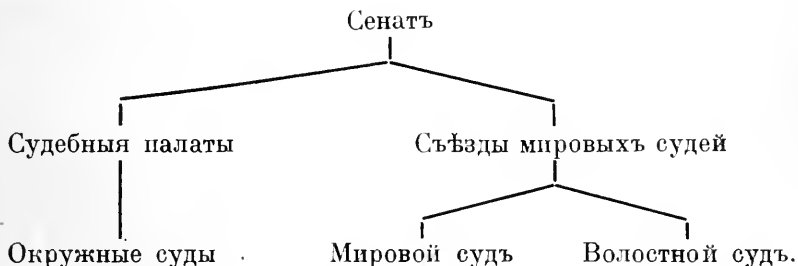 Сенатъ
Судебныя палаты Съѣзды мировыхъ судей
Окружные суды Мировой судъ Волостной судъ.